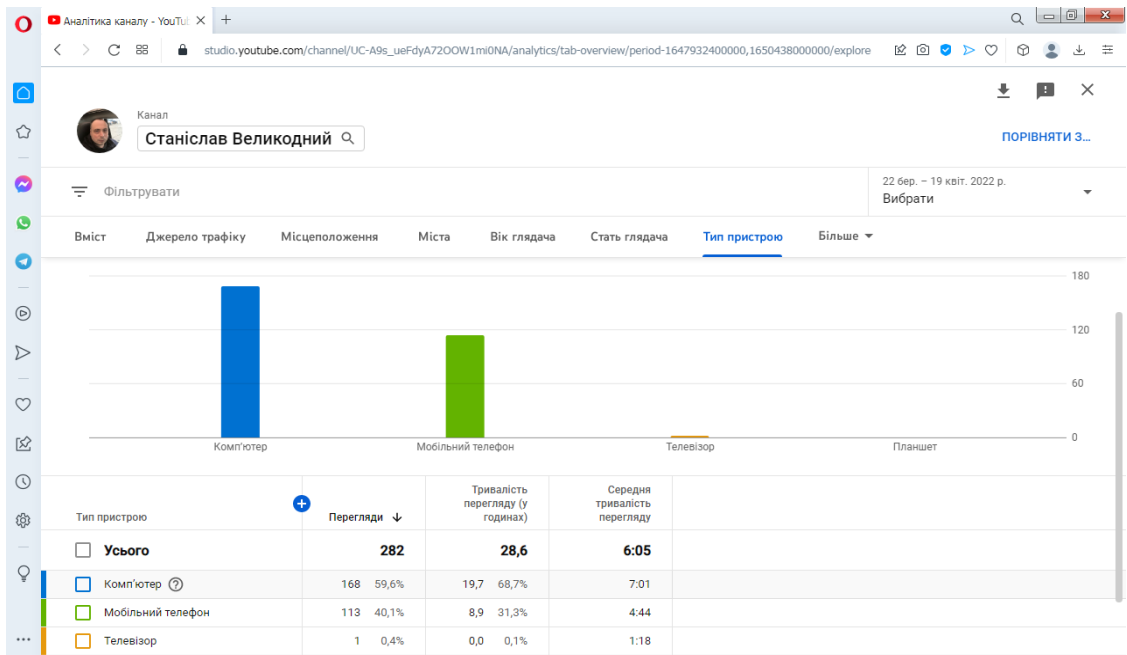 Аналітика каналу - YouTu
studio.youtube.com/channel/UC-A9s_ueFdyA72OOW1mi0NA/analytics/tab-overview/period-1647932400000,1650438000000/explore
Канал
Станіслав Великодний
ПОРІВНЯТИ З...
Фільтрувати
22 бер. – 19 квіт. 2022 р.
Вибрати
Вміст Джерело трафіку Місцеположення Міста Вік глядача Стать глядача Тип пристрою Більше
180
120
60
0
Комп'ютер Мобільний телефон Телевізор Планшет
Тип пристрою Перегляди Тривалість перегляду (у годинах) Середня тривалість перегляду
Усього 282 28,6 6:05
Комп'ютер 168 59,6% 19,7 68,7% 7:01
Мобільний телефон 113 40,1% 8,9 31,3% 4:44
Телевізор 1 0,4% 0,0 0,1% 1:18